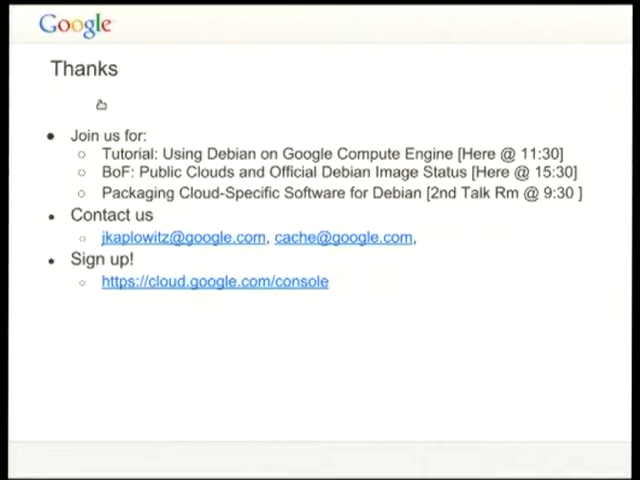 Google
Thanks
● Join us for:
○ Tutorial: Using Debian on Google Compute Engine [Here @ 11:30]
○ BoF: Public Clouds and Official Debian Image Status [Here @ 15:30]
○ Packaging Cloud-Specific Software for Debian [2nd Talk Rm @ 9:30 ]
● Contact us
○ jkaplowitz@google.com, cache@google.com,
● Sign up!
○ https://cloud.google.com/console